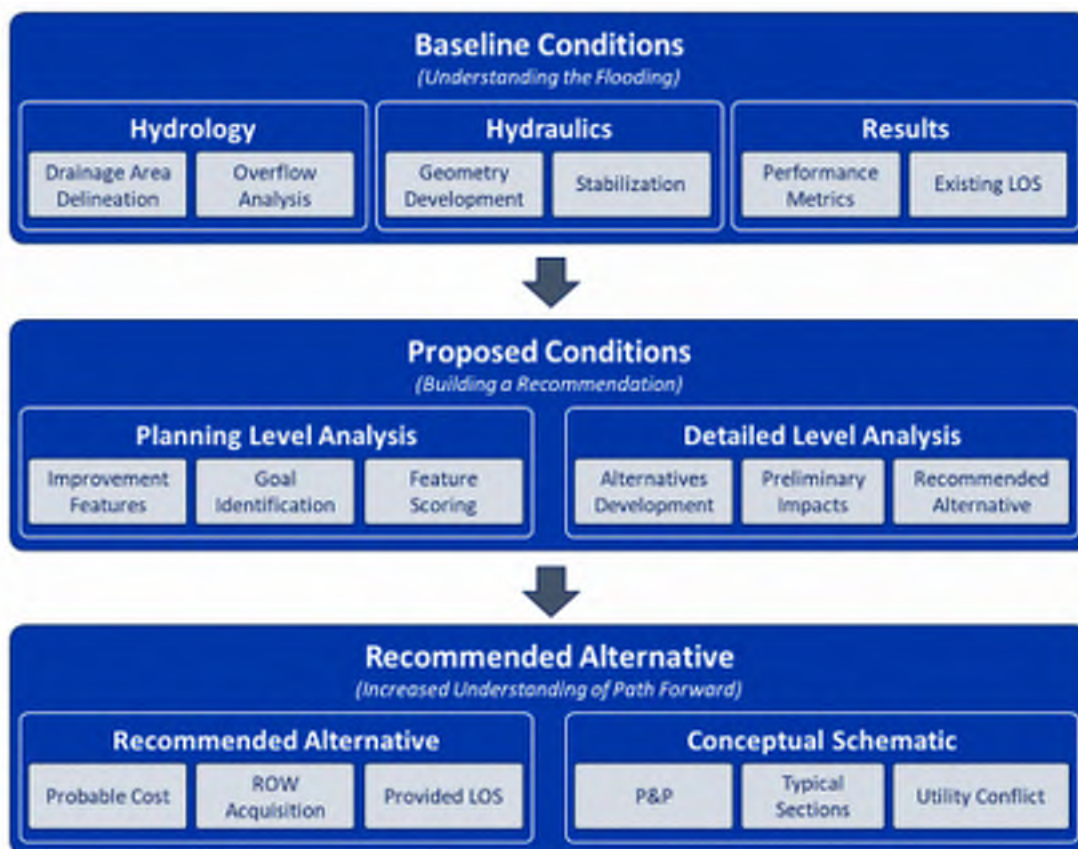 Baseline Conditions
(Understanding the Flooding)
Hydrology
Drainage Area
Delineation
Overflow
Analysis
Hydraulics
Geometry
Development
Stabilization
Results
Performance
Metrics
Existing LOS
Proposed Conditions
(Building a Recommendation)
Planning Level Analysis
Improvement
Features
Goal
Identification
Feature
Scoring
Detailed Level Analysis
Alternatives
Development
Preliminary
Impacts
Recommended
Alternative
Recommended Alternative
(Increased Understanding of Path Forward)
Recommended Alternative
Probable Cost
ROW
Acquisition
Provided LOS
Conceptual Schematic
P&P
Typical
Sections
Utility Conflict